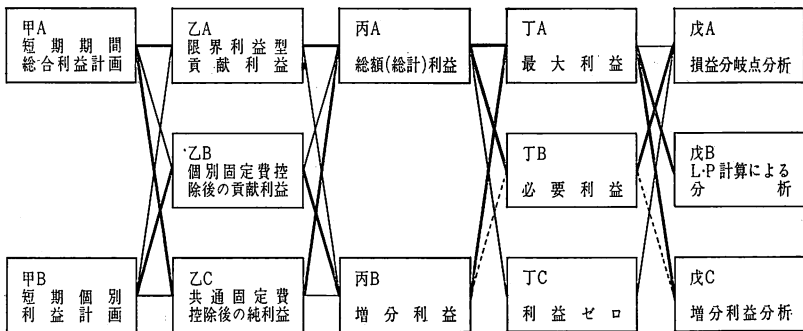 甲A
短期期間
総合利益計画
乙A
限界利益型
貢献利益
丙A
総額(総計)利益
丁A
最大利益
戊A
損益分岐点分析
乙B
個別固定費控
除後の貢献利益
丁B
必要利益
戊B
L·P計算による
分析
甲B
短期個別
利益計画
乙C
共通固定費
控除後の純利益
丙B
増分利益
丁C
利益ゼロ
戊C
増分利益分析